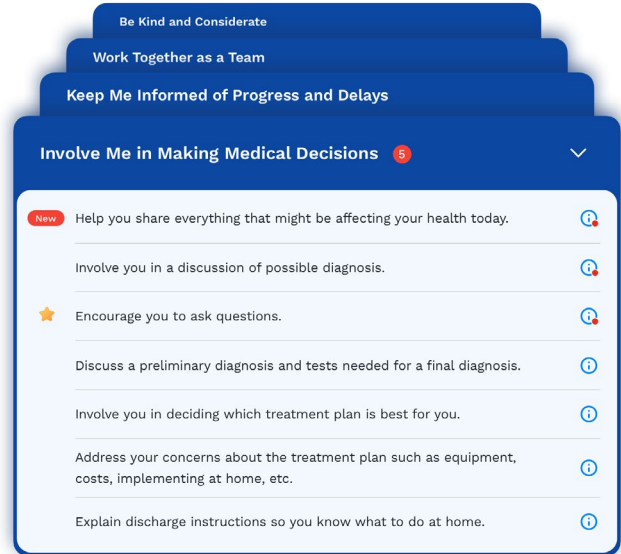 Be Kind and Considerate
Work Together as a Team
Keep Me Informed of Progress and Delays
Involve Me in Making Medical Decisions 5
New Help you share everything that might be affecting your health today.
Involve you in a discussion of possible diagnosis.
Encourage you to ask questions.
Discuss a preliminary diagnosis and tests needed for a final diagnosis.
Involve you in deciding which treatment plan is best for you.
Address your concerns about the treatment plan such as equipment,
costs, implementing at home, etc.
Explain discharge instructions so you know what to do at home.